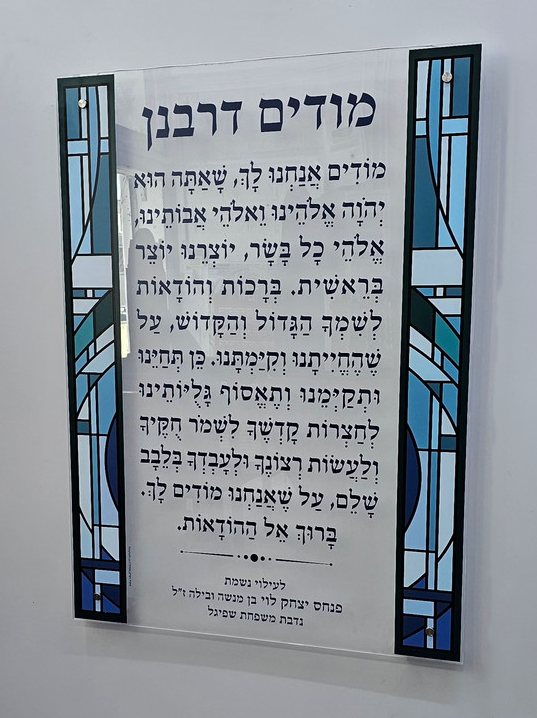 מודים דרבנן
מוֹדִים אֲנַחְנוּ לָךְ, שָׁאַתָּה הוּא
יְהֹוָה אֱלֹהֵינוּ וֵאלֹהֵי אֲבוֹתֵינוּ,
אֱלֹהֵי כָל בָּשָׂר, יוֹצְרֵנוּ יוֹצֵר
בְּרֵאשִׁית. בְּרָכוֹת וְהוֹדָאוֹת
לְשִׁמְךָ הַגָּדוֹל וְהַקָּדוֹשׁ, עַל
שֶׁהֶחֱיִיתָנוּ וְקִיַּמְתָּנוּ. כֵּן תְּחַיֵּינוּ
וּתְקַיְּמֵנוּ וְתֶאֱסוֹף גָּלֻיּוֹתֵינוּ
לְחַצְרוֹת קָדְשֶׁךָ לִשְׁמֹר חֻקֶּיךָ
וְלַעֲשׂוֹת רְצוֹנֶךָ וּלְעָבְדְךָ בְּלֵבָב
שָׁלֵם, עַל שֶׁאֲנַחְנוּ מוֹדִים לָךְ.
בָּרוּךְ אֵל הַהוֹדָאוֹת.
לעילוי נשמת
פנחס יצחק לוי בן מנשה ובילה ז"ל
נדבת משפחת שפיגל